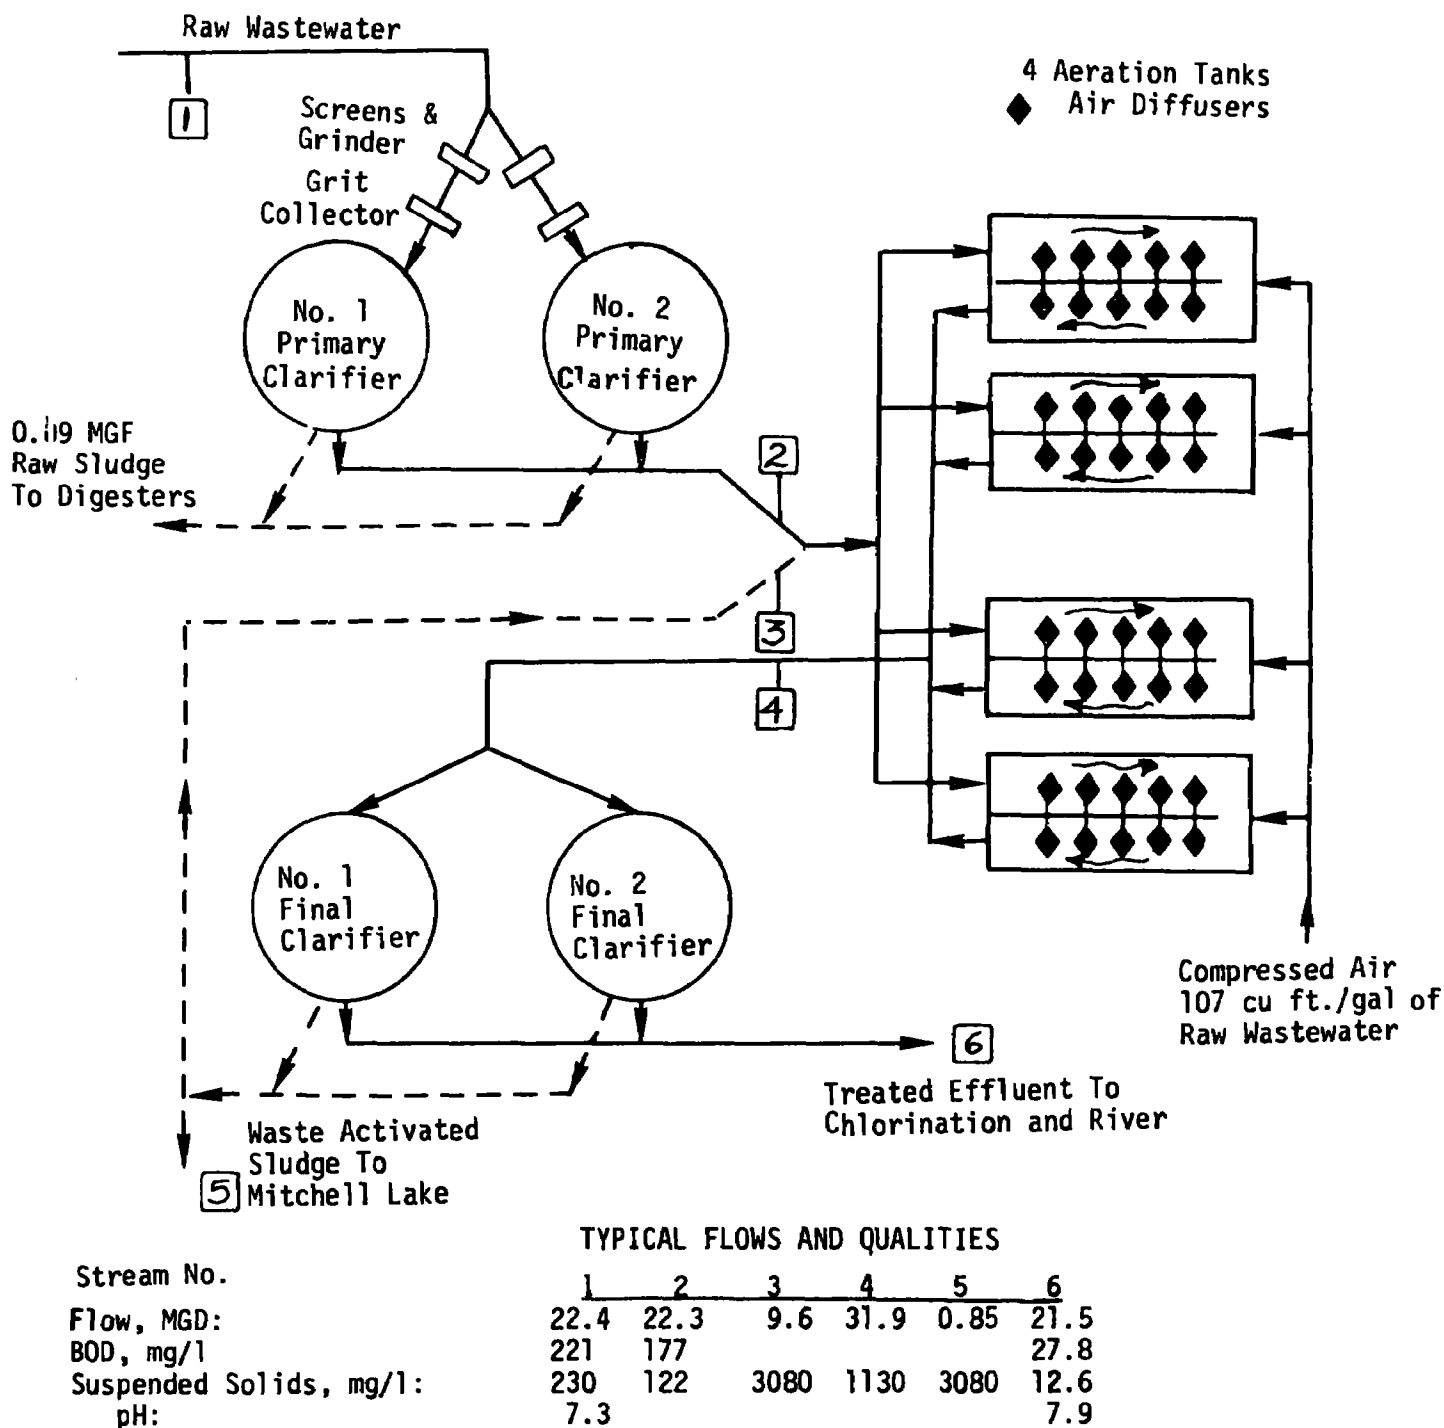 Raw Wastewater
1
4 Aeration Tanks
Air Diffusers
Screens &
Grinder
Grit
Collector
No. 1
Primary
Clarifier
No. 2
Primary
Clarifier
MGF
Raw Sludge
To Digesters
2
3
4
No. 1
Final
Clarifier
No. 2
Final
Clarifier
Compressed Air
107 cu ft./gal of
Raw Wastewater
6
Treated Effluent To
Chlorination and River
Waste Activated
Sludge To
5 Mitchell Lake
TYPICAL FLOWS AND QUALITIES
Stream No. 1 2 3 4 5 6
Flow, MGD: 22.4 22.3 9.6 31.9 0.85 21.5
BOD, mg/l 221 177 27.8
Suspended Solids, mg/l: 230 122 3080 1130 3080 12.6
pH: 7.3 7.9